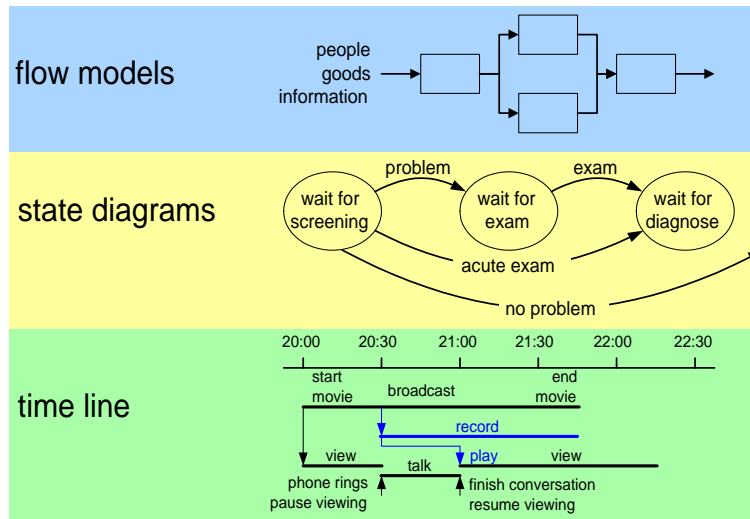 flow models
people
goods
information
state diagrams
problem
exam
wait for
screening
wait for
exam
wait for
diagnose
acute exam
no problem
time line
20:00 20:30 21:00 21:30 22:00 22:30
start
movie
broadcast
end
movie
record
view
talk
play
view
phone rings
pause viewing
finish conversation
resume viewing